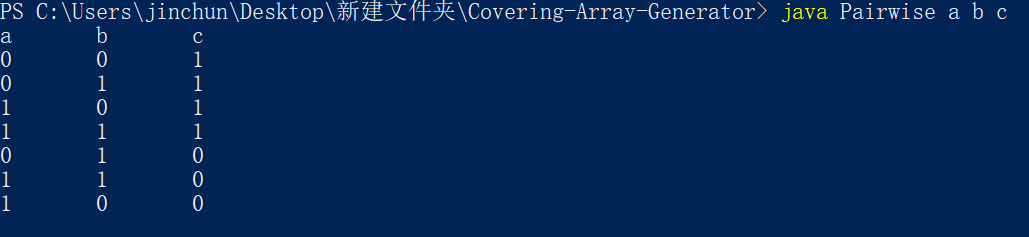 PS C:\Users\jinchun\Desktop\新建文件夹\Covering-Array-Generator> java Pairwise a b c
a b c
0 0 1
0 1 1
1 0 1
1 1 1
0 1 0
1 1 0
1 0 0